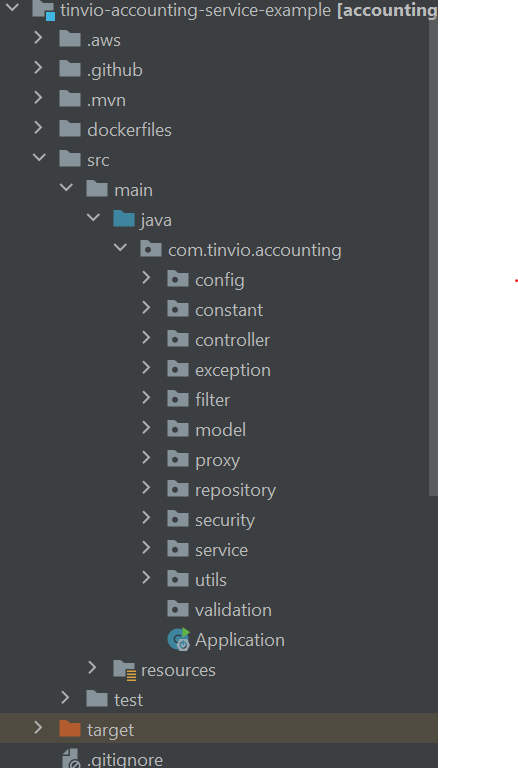 tinvio-accounting-service-example [accounting
.aws
.github
.mvn
dockerfiles
src
main
java
com.tinvio.accounting
config
constant
controller
exception
filter
model
proxy
repository
security
service
utils
validation
Application
resources
test
target
.gitignore